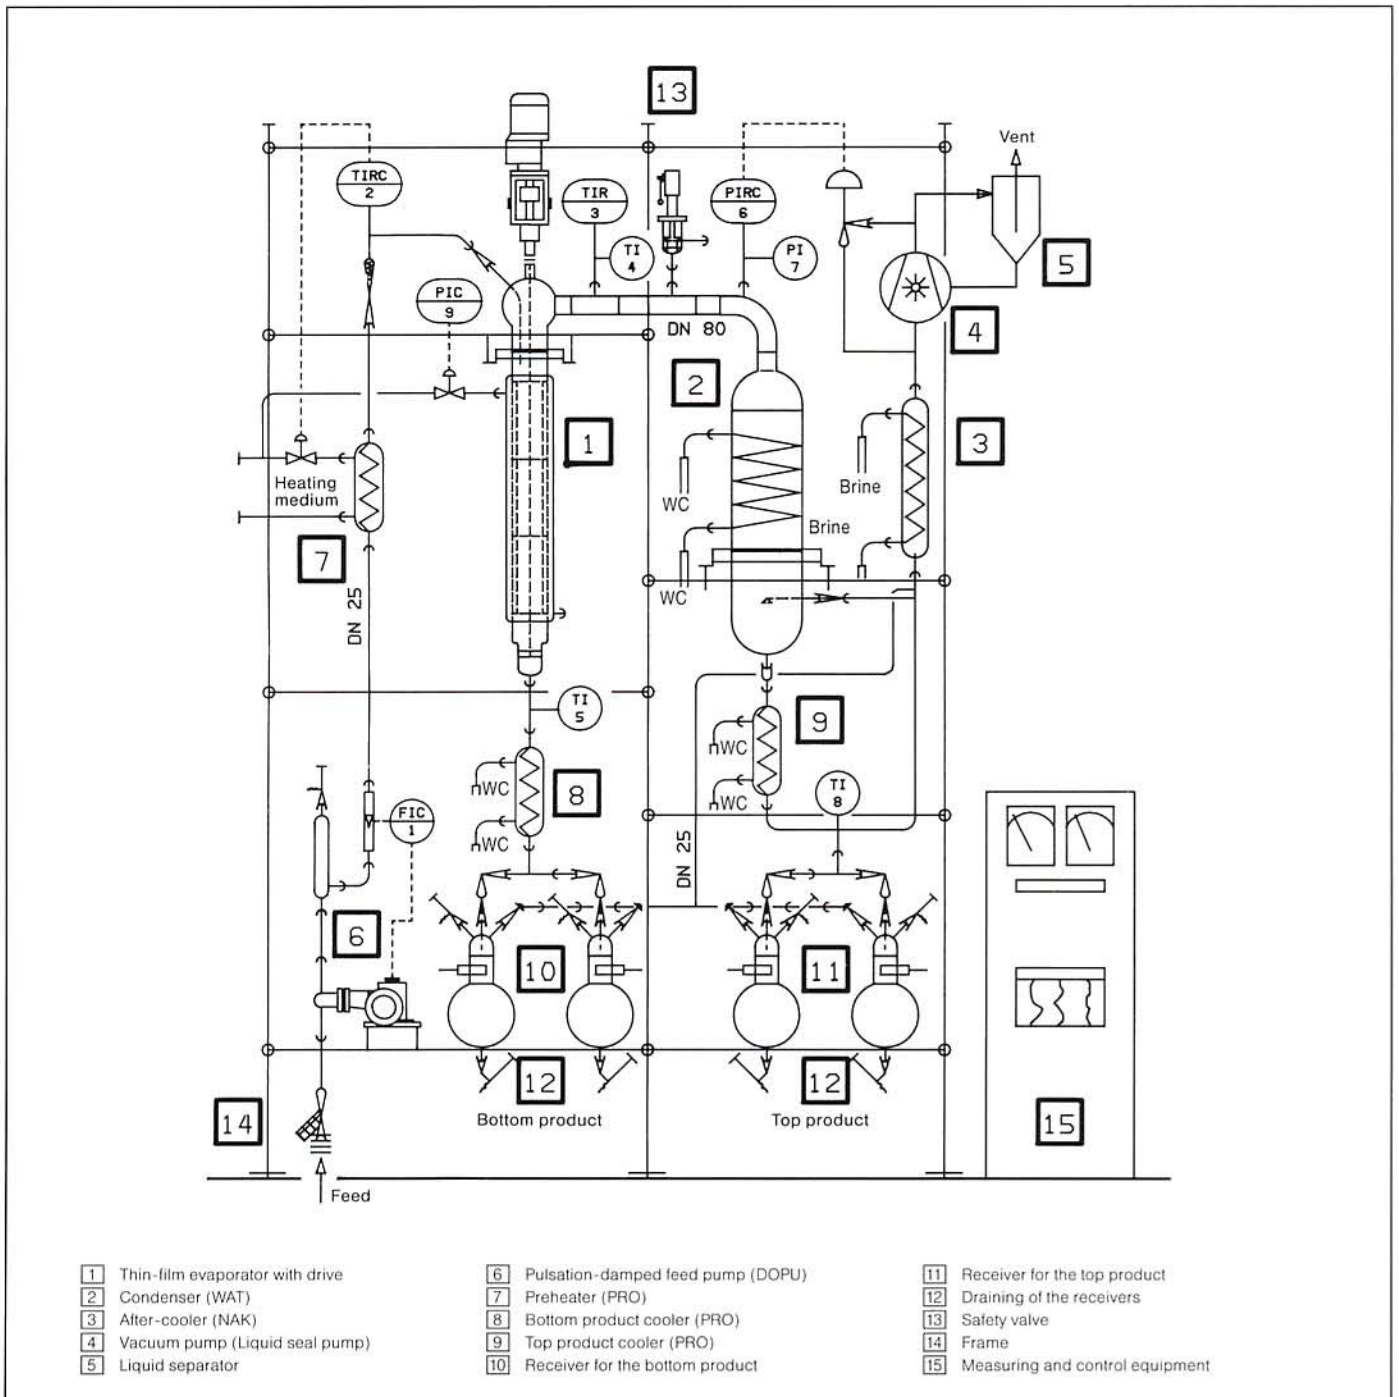 13
Vent
TIRC
2
TIR
3
PIRC
6
TI
4
PI
7
5
PIC
9
DN 80
4
2
1
3
Heating
medium
WC
Brine
Brine
7
WC
DN 25
TI
5
9
WC
8
WC
WC
TI
8
FIC
1
WC
DN 25
6
10
11
12
12
14
15
Bottom product
Top product
Feed
1 Thin-film evaporator with drive
2 Condenser (WAT)
3 After-cooler (NAK)
4 Vacuum pump (Liquid seal pump)
5 Liquid separator
6 Pulsation-damped feed pump (DOPU)
7 Preheater (PRO)
8 Bottom product cooler (PRO)
9 Top product cooler (PRO)
10 Receiver for the bottom product
11 Receiver for the top product
12 Draining of the receivers
13 Safety valve
14 Frame
15 Measuring and control equipment